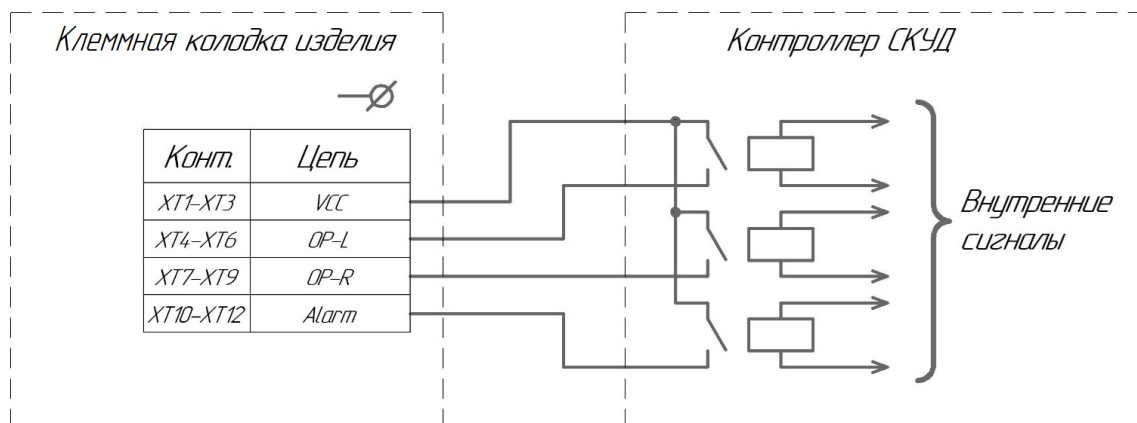 Клеммная колодка изделия
Контроллер СКУД
Конт. Цепь
XT1-XT3 VCC
XT4-XT6 OP-L
XT7-XT9 OP-R
XT10-XT12 Alarm
Внутренние
сигналы